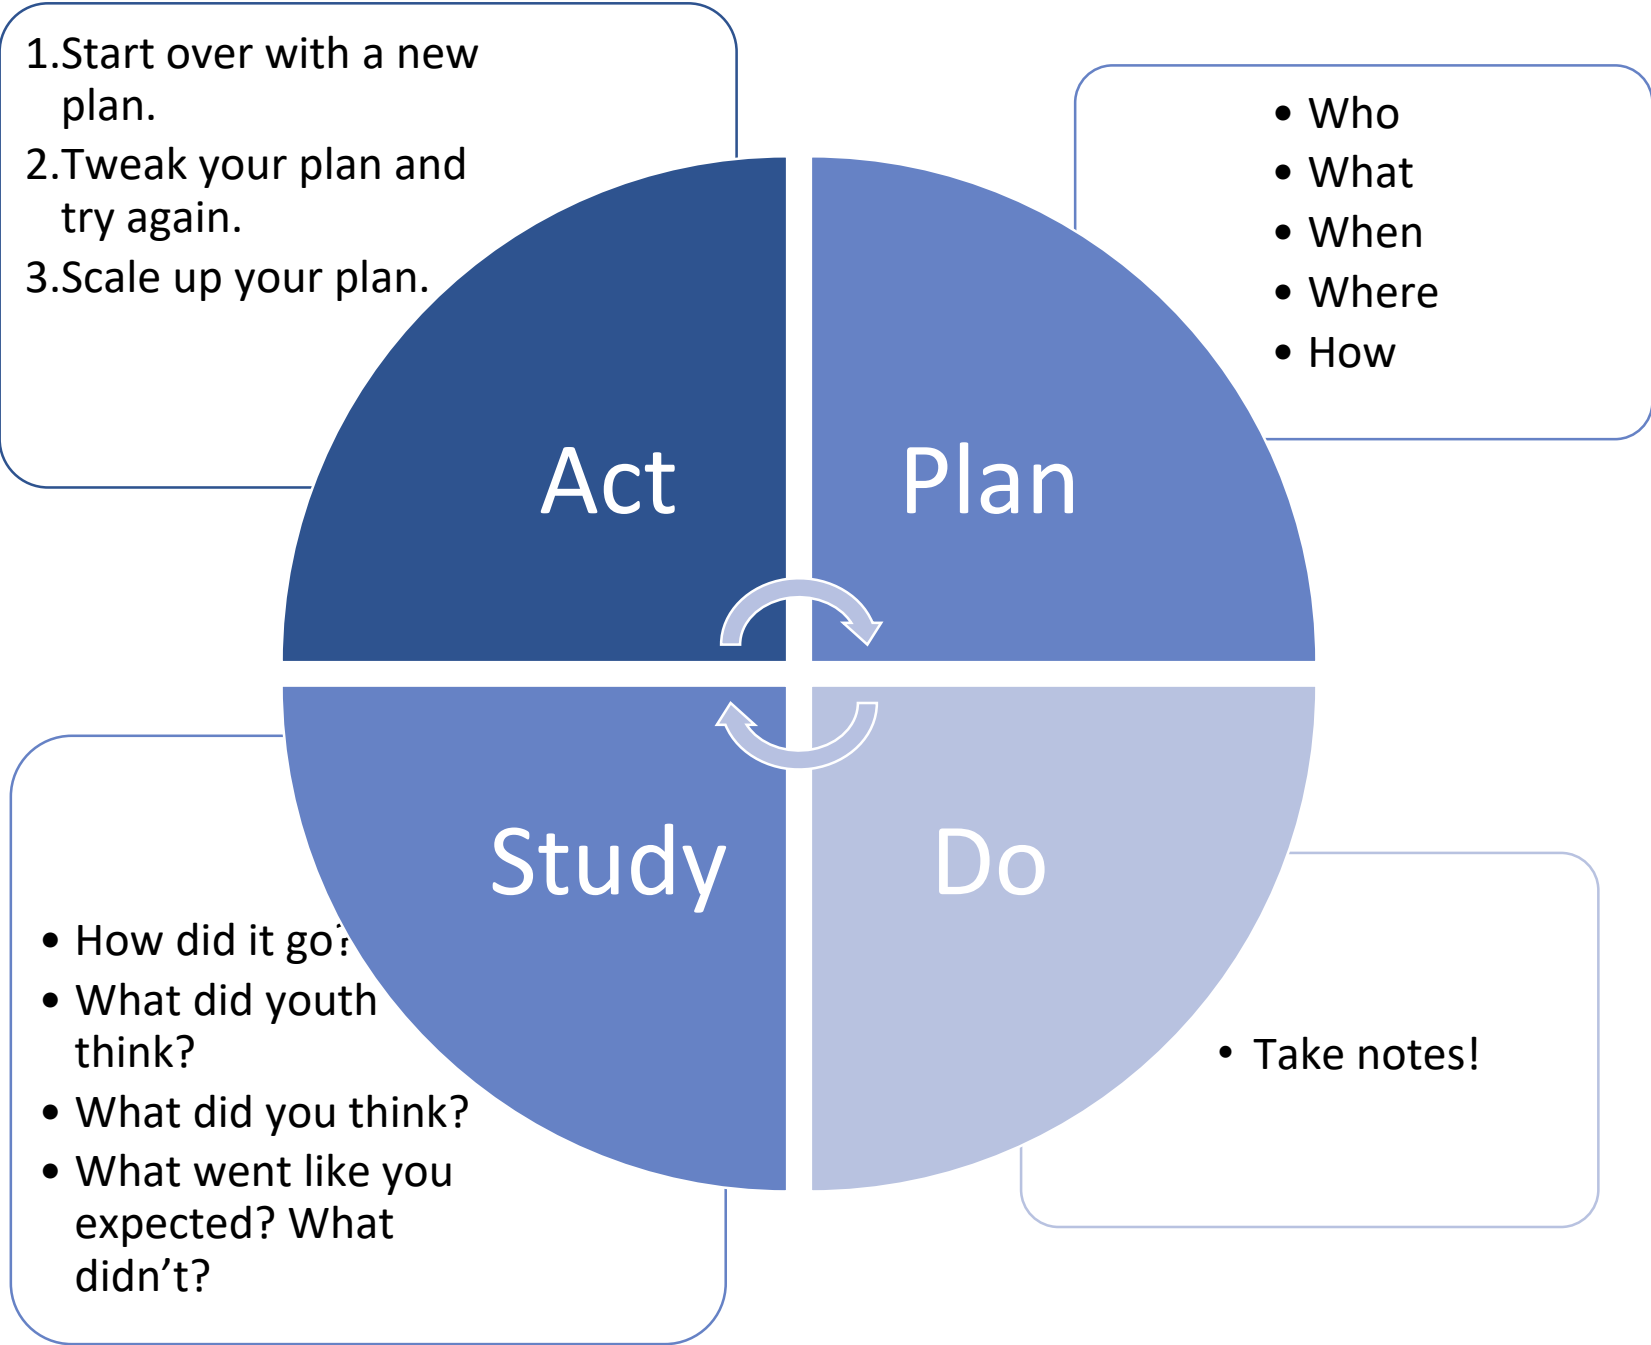 1.Start over with a new
plan.
2.Tweak your plan and
try again.
3.Scale up your plan.
• Who
• What
• When
• Where
• How
Act
Plan
Study
Do
• How did it go?
• What did youth
think?
• What did you think?
• What went like you
expected? What
didn’t?
• Take notes!